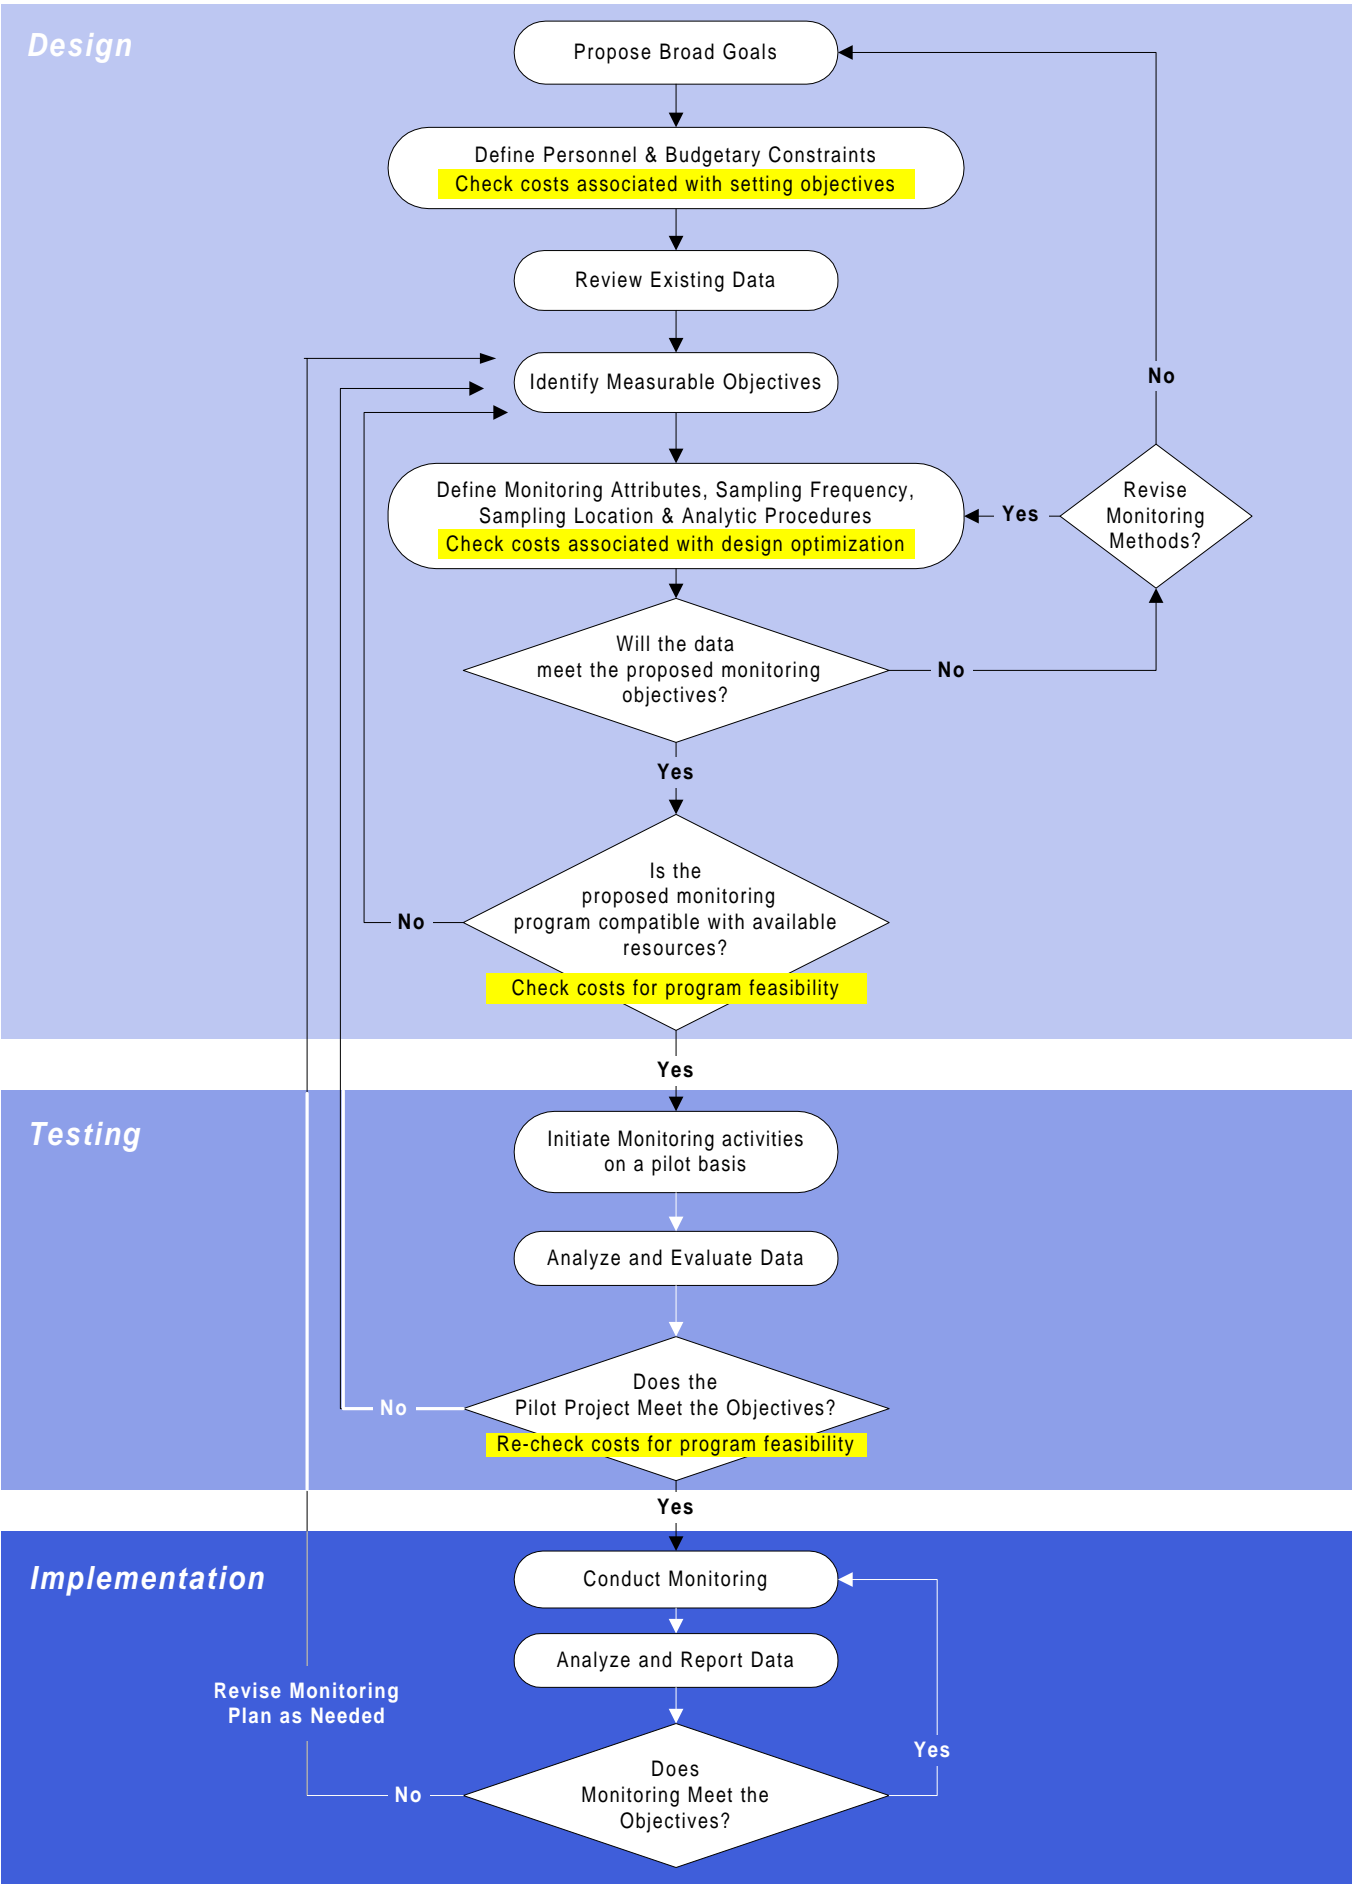 Design
Propose Broad Goals
Define Personnel & Budgetary Constraints
Check costs associated with setting objectives
Review Existing Data
Identify Measurable Objectives
No
Define Monitoring Attributes, Sampling Frequency,
Sampling Location & Analytic Procedures
Check costs associated with design optimization
Yes
Revise
Monitoring
Methods?
Will the data
meet the proposed monitoring
objectives?
No
Yes
Is the
proposed monitoring
program compatible with available
resources?
Check costs for program feasibility
No
Yes
Testing
Initiate Monitoring activities
on a pilot basis
Analyze and Evaluate Data
Does the
Pilot Project Meet the Objectives?
Re-check costs for program feasibility
No
Yes
Implementation
Conduct Monitoring
Analyze and Report Data
Revise Monitoring
Plan as Needed
Yes
Does
Monitoring Meet the
Objectives?
No